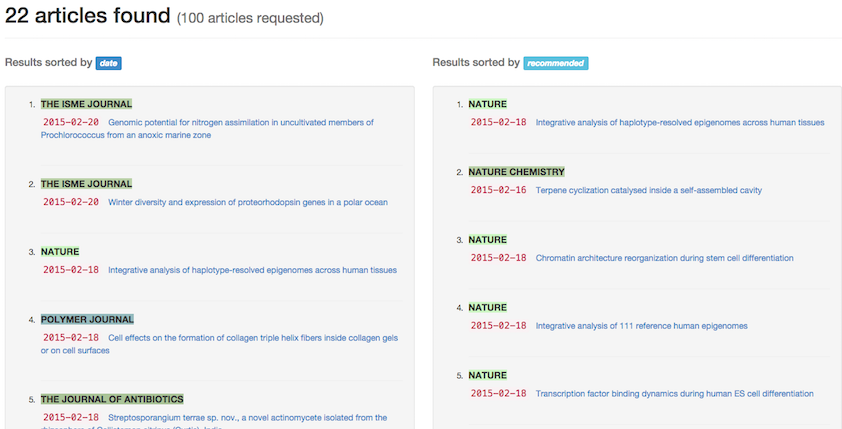 22 articles found (100 articles requested)
Results sorted by date
1. THE ISME JOURNAL
2015-02-20 Genomic potential for nitrogen assimilation in uncultivated members of
Prochlorococcus from an anoxic marine zone
2. THE ISME JOURNAL
2015-02-20 Winter diversity and expression of proteorhodopsin genes in a polar ocean
3. NATURE
2015-02-18 Integrative analysis of haplotype-resolved epigenomes across human tissues
4. POLYMER JOURNAL
2015-02-18 Cell effects on the formation of collagen triple helix fibers inside collagen gels
or on cell surfaces
5. THE JOURNAL OF ANTIBIOTICS
2015-02-18 Streptosporangium terrae sp. nov., a novel actinomycete isolated from the
Results sorted by recommended
1. NATURE
2015-02-18 Integrative analysis of haplotype-resolved epigenomes across human tissues
2. NATURE CHEMISTRY
2015-02-16 Terpene cyclization catalysed inside a self-assembled cavity
3. NATURE
2015-02-18 Chromatin architecture reorganization during stem cell differentiation
4. NATURE
2015-02-18 Integrative analysis of 111 reference human epigenomes
5. NATURE
2015-02-18 Transcription factor binding dynamics during human ES cell differentiation